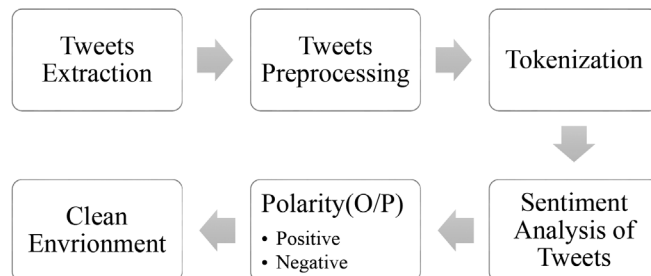 Tweets
Extraction
Tweets
Preprocessing
Tokenization
Sentiment
Analysis of
Tweets
Polarity(O/P)
• Positive
• Negative
Clean
Envrionment